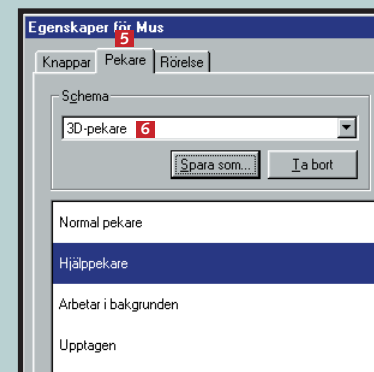 Egenskaper för Mus
5
Knappar Pekare Rörelse
Schema
3D-pekare 6
Spara som... Ta bort
Normal pekare
Hjälppekare
Arbetar i bakgrunden
Upptagen